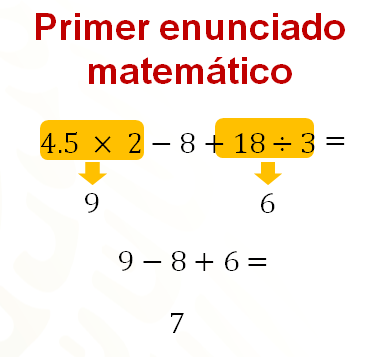 Primer enunciado
matemático
4.5 × 2 − 8 + 18 ÷ 3 =
9 6
9 − 8 + 6 =
7